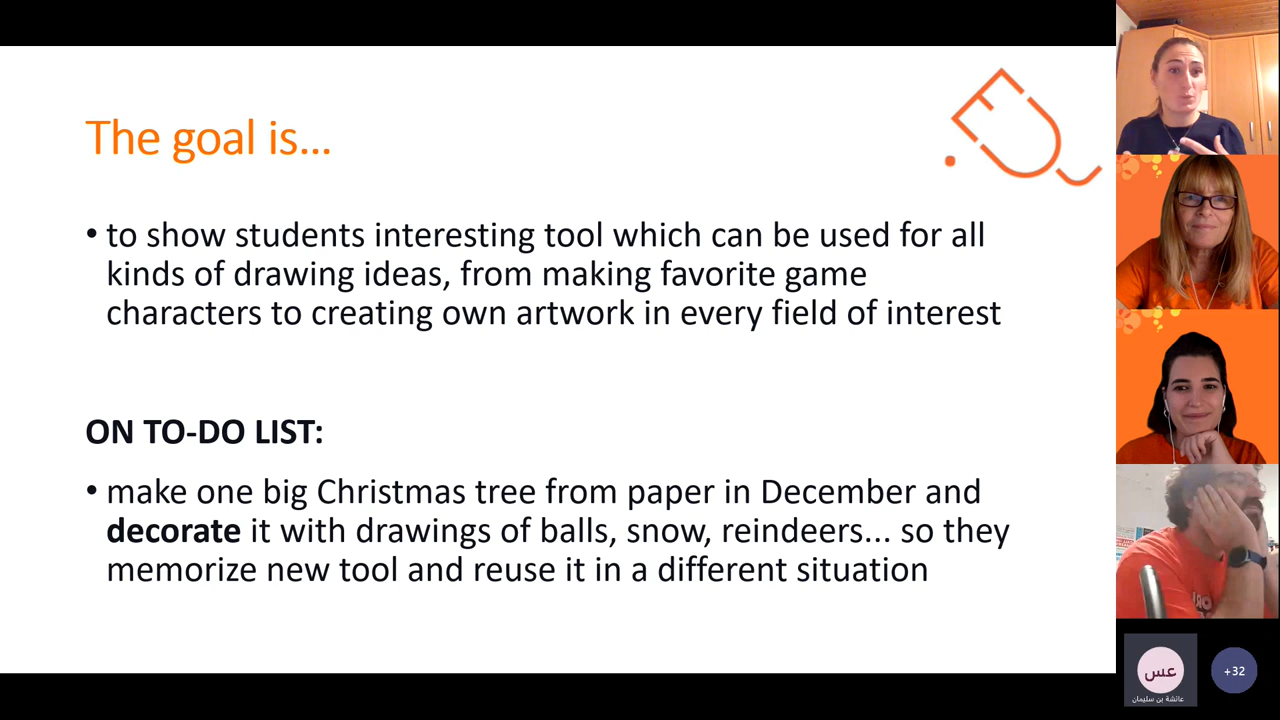 The goal is...
• to show students interesting tool which can be used for all
kinds of drawing ideas, from making favorite game
characters to creating own artwork in every field of interest
ON TO-DO LIST:
• make one big Christmas tree from paper in December and
decorate it with drawings of balls, snow, reindeers... so they
memorize new tool and reuse it in a different situation
عس
عائشة بن سليمان
+32